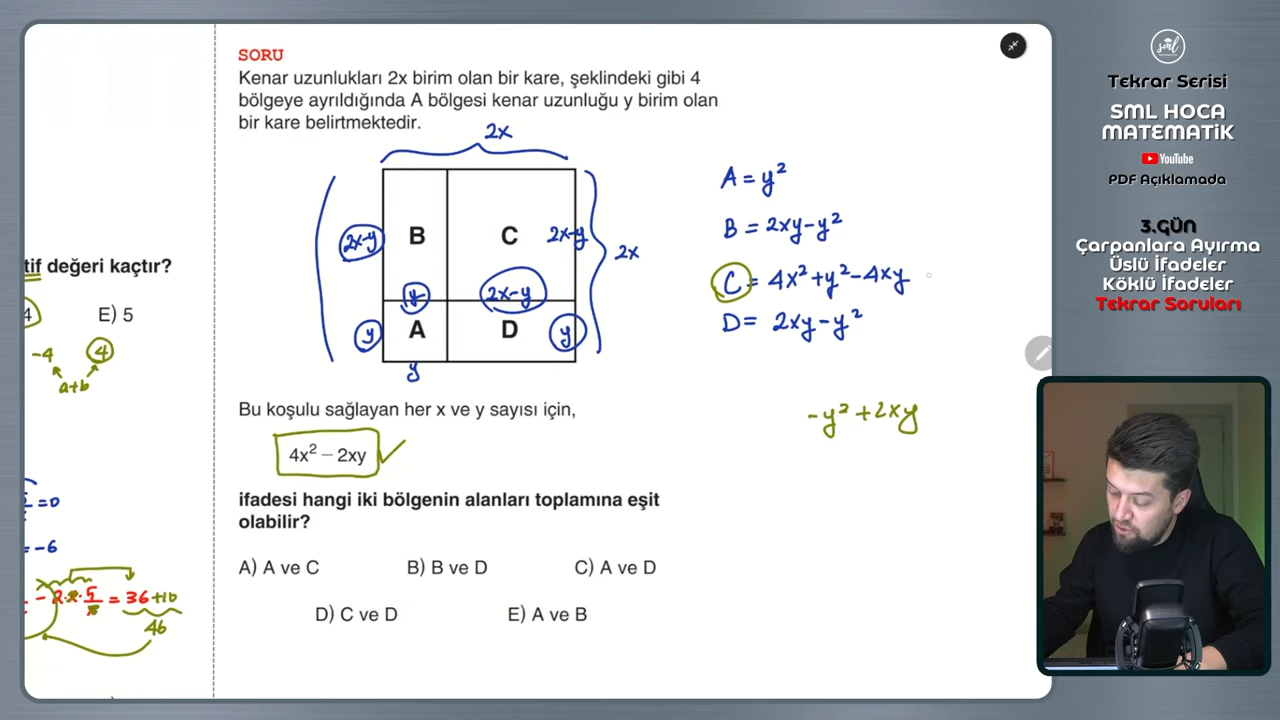 SORU
Kenar uzunlukları 2x birim olan bir kare, şeklindeki gibi 4
bölgeye ayrıldığında A bölgesi kenar uzunluğu y birim olan
bir kare belirtmektedir.
2x
2x-y
B
C
2x-y
2x
y
2x-y
y
A
D
y
y
A = y²
B = 2xy-y²
C = 4x²+y²-4xy
D = 2xy-y²
-y²+2xy
Bu koşulu sağlayan her x ve y sayısı için,
4x² – 2xy
ifadesi hangi iki bölgenin alanları toplamına eşit
olabilir?
A) A ve C
B) B ve D
C) A ve D
D) C ve D
E) A ve B
tif değeri kaçtır?
4
E) 5
-4
4
a+b
=0
= -6
= 36 +10
46
sml
Tekrar Serisi
SML HOCA
MATEMATİK
YouTube
PDF Açıklamada
3.GÜN
Çarpanlara Ayırma
Üslü İfadeler
Köklü İfadeler
Tekrar Soruları